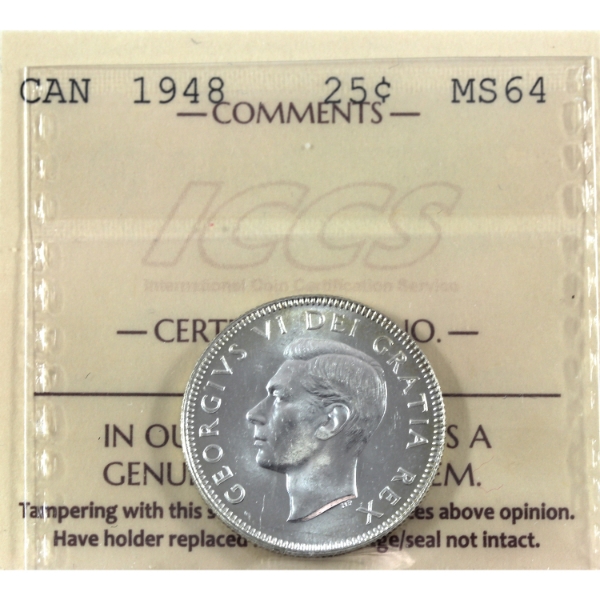 CAN 1948 25¢ MS64
—COMMENTS—
ICCS
International Coin Certification Service
— CERT NO. —
IN OU S A
GENU EM.
Tampering with this s es above opinion.
Have holder replaced ge/seal not intact.
GEORGIVS VI DEI GRATIA REX